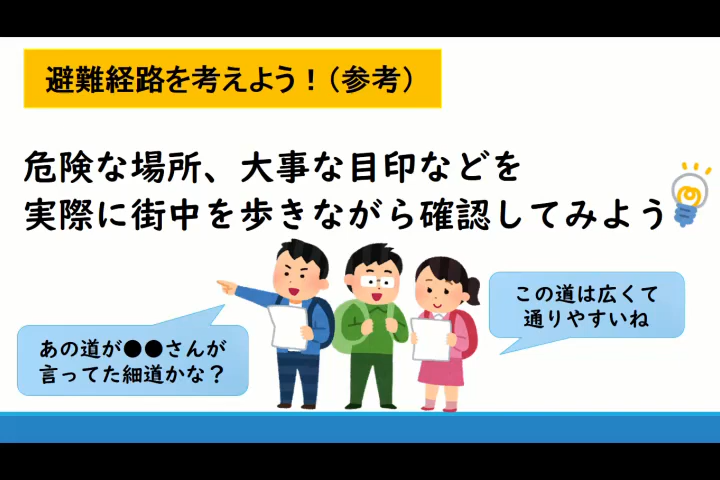 避難経路を考えよう！（参考）
危険な場所、大事な目印などを
実際に街中を歩きながら確認してみよう
この道は広くて
通りやすいね
あの道が●●さんが
言ってた細道かな？